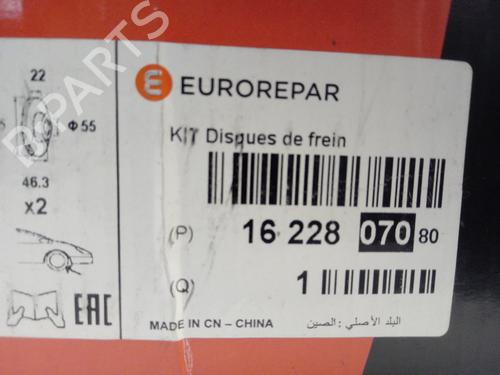 22
EUROREPAR
Φ 55
KIT Disques de frein
46.3
x2
(P) 16 228 070 80
(Q) 1
EAC
MADE IN CN – CHINA
البلد الأصلي : الصين
B-PARTS